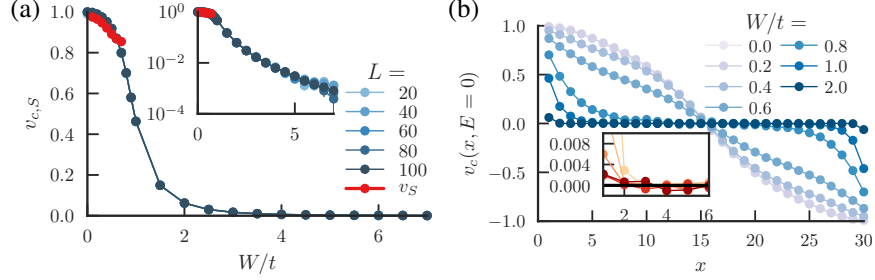 (a)
1.0
0.8
0.6
0.4
0.2
0.0
v_{c,S}
0 2 4 6
W/t
10^0
10^{-2}
10^{-4}
0 5
L =
20
40
60
80
100
v_S
(b)
1.0
0.5
0.0
−0.5
−1.0
v_c(x, E = 0)
0 5 10 15 20 25 30
x
W/t =
0.0 0.8
0.2 1.0
0.4 2.0
0.6
0.008
0.004
0.000
2 4 6